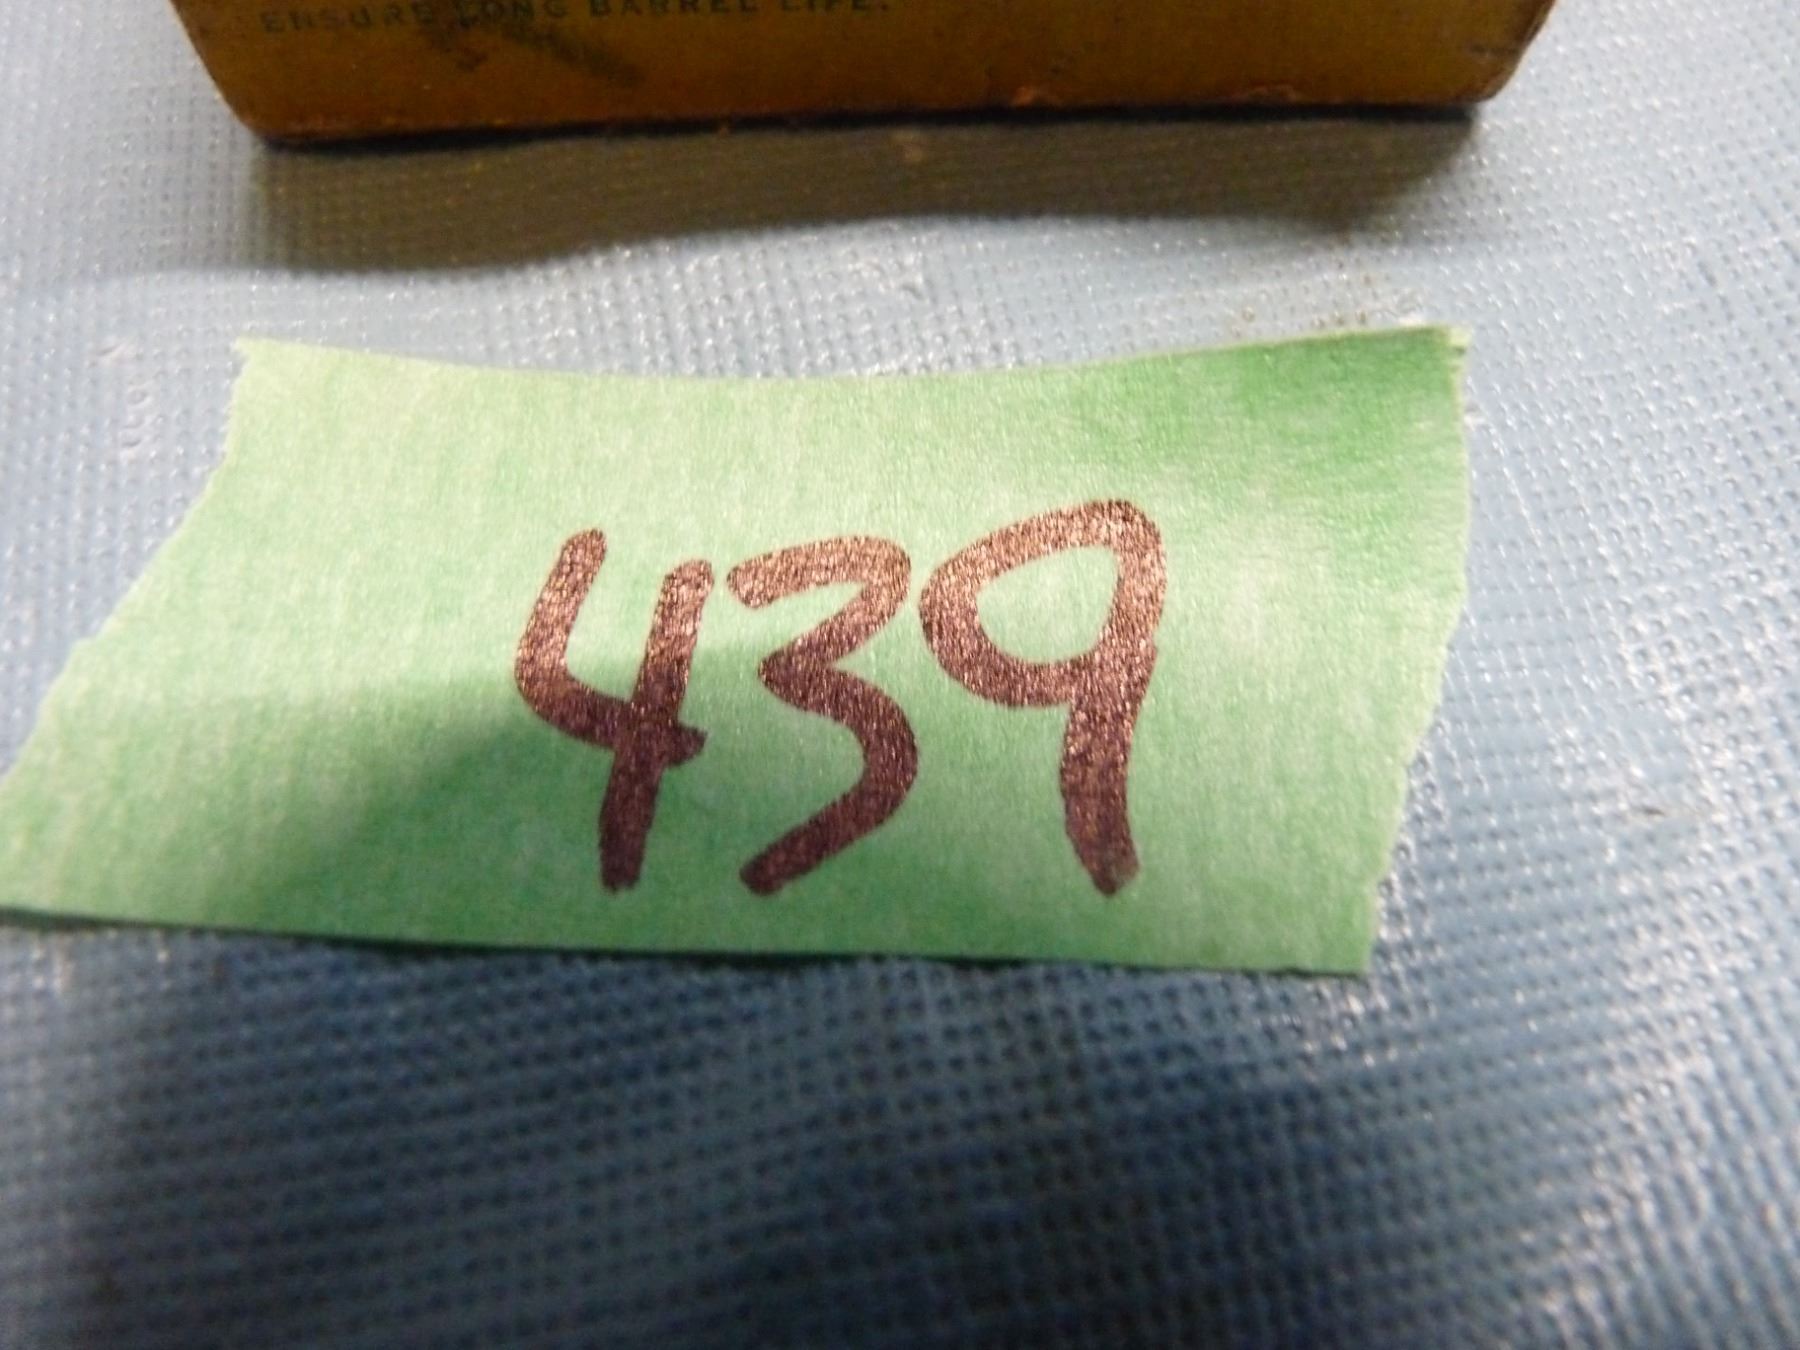 ENSURE LONG BARREL LIFE.
439